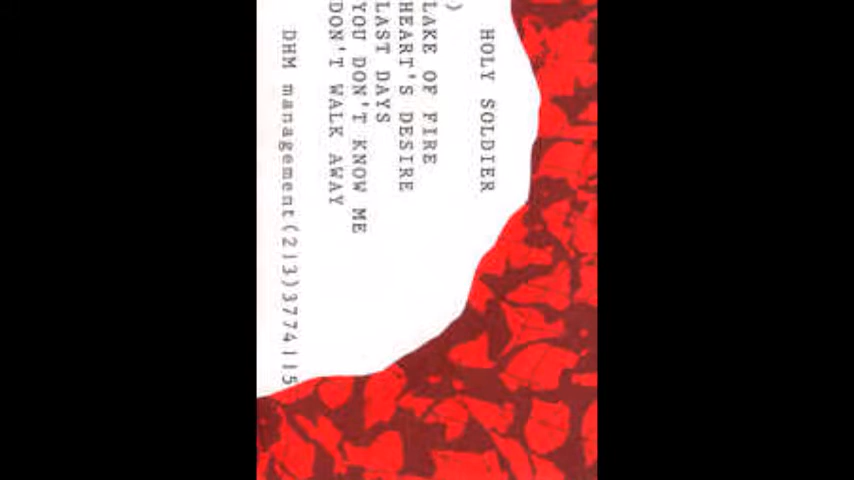 HOLY SOLDIER
)
LAKE OF FIRE
HEART'S DESIRE
LAST DAYS
YOU DON'T KNOW ME
DON'T WALK AWAY
DHM management(213)3774115